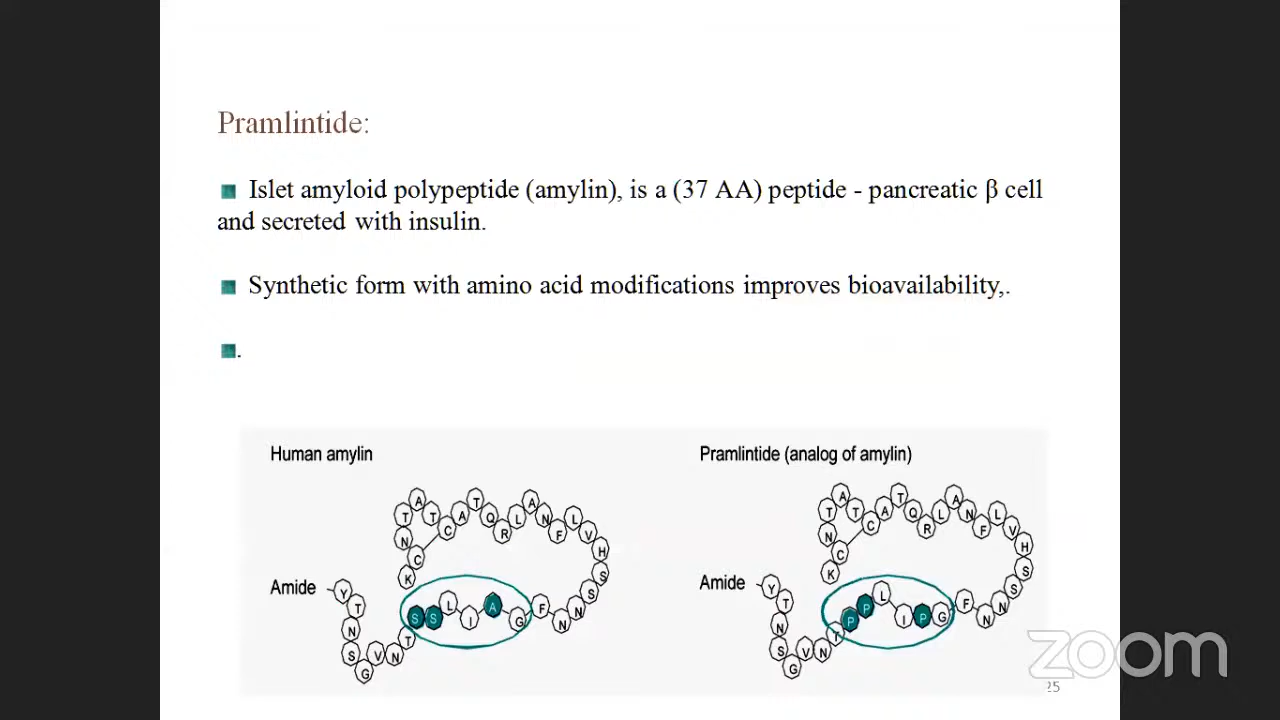 Pramlintide:
Islet amyloid polypeptide (amylin), is a (37 AA) peptide - pancreatic β cell
and secreted with insulin.
Synthetic form with amino acid modifications improves bioavailability,.
.
Human amylin
Pramlintide (analog of amylin)
K C N T A T C A T Q R L A N F L V H S S N N F G A I L S S T N V G S N T Y
Amide
K C N T A T C A T Q R L A N F L V H S S N N F G P I L P P T N V G S N T Y
Amide
zoom
25